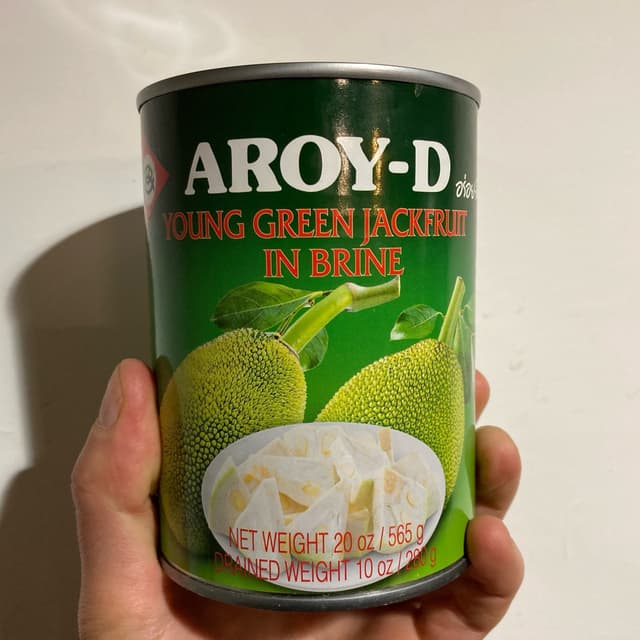 AROY-D
YOUNG GREEN JACKFRUIT
IN BRINE
NET WEIGHT 20 oz / 565 g
DRAINED WEIGHT 10 oz / 280 g